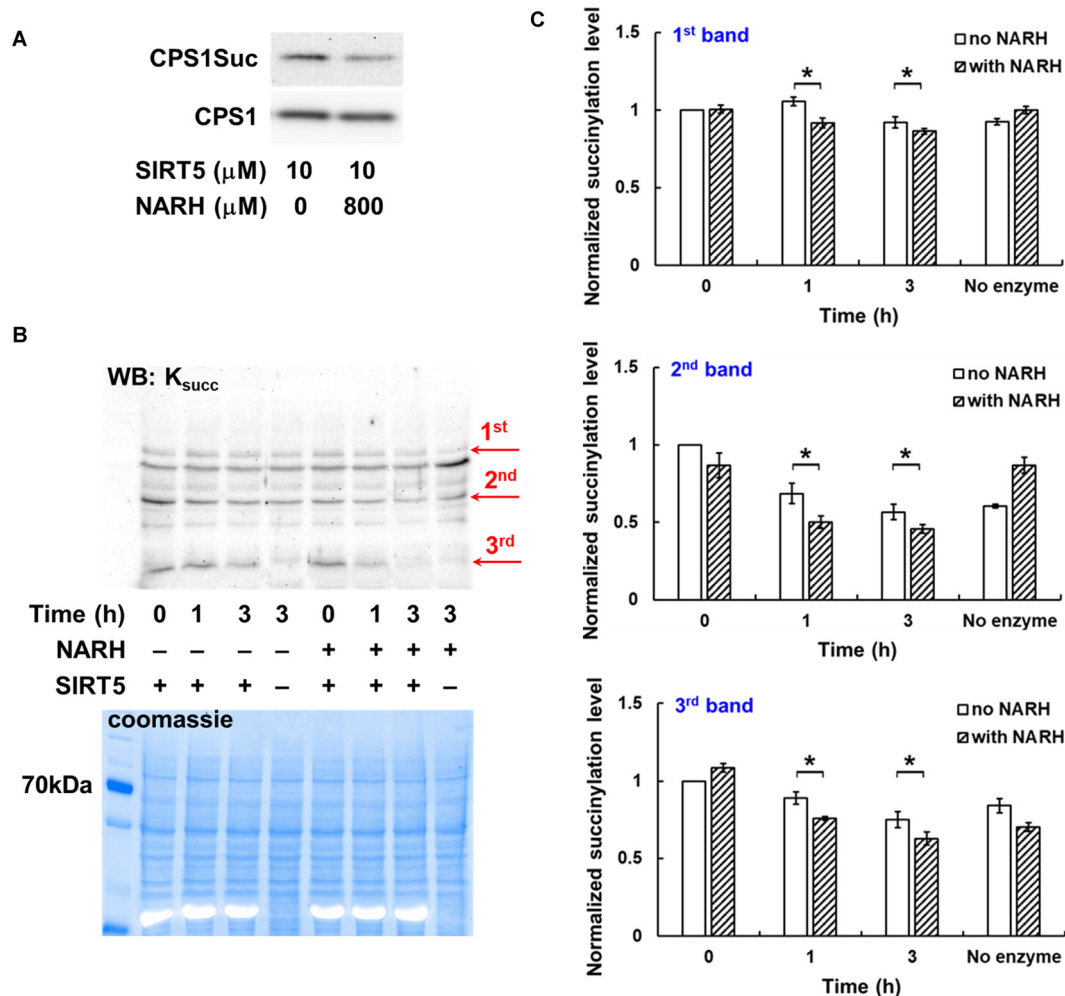 A
CPS1Suc
CPS1
SIRT5 (μM) 10 10
NARH (μM) 0 800
B
WB: Ksucc
1st
2nd
3rd
Time (h) 0 1 3 3 0 1 3 3
NARH – – – – + + + +
SIRT5 + + + – + + + –
coomassie
70kDa
C
Normalized succinylation level
1st band
no NARH
with NARH
1.5
1
0.5
0
* *
0 1 3 No enzyme
Time (h)
Normalized succinylation level
2nd band
no NARH
with NARH
1.5
1
0.5
0
* *
0 1 3 No enzyme
Time (h)
Normalized succinylation level
3rd band
no NARH
with NARH
1.5
1
0.5
0
* *
0 1 3 No enzyme
Time (h)